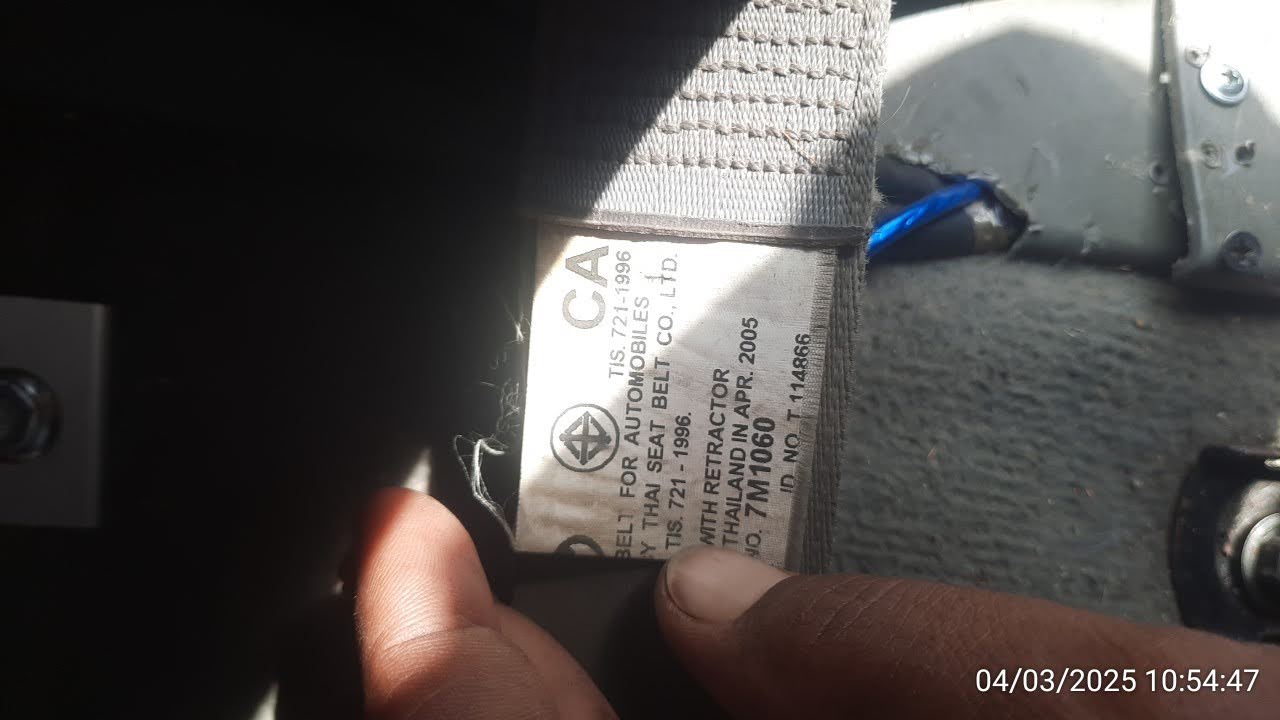 CA
TIS. 721-1996
BELT FOR AUTOMOBILES
Y THAI SEAT BELT CO., LTD.
TIS. 721 - 1996.
WITH RETRACTOR
THAILAND IN APR. 2005
NO. 7M1060
ID NO. T 114866
04/03/2025 10:54:47